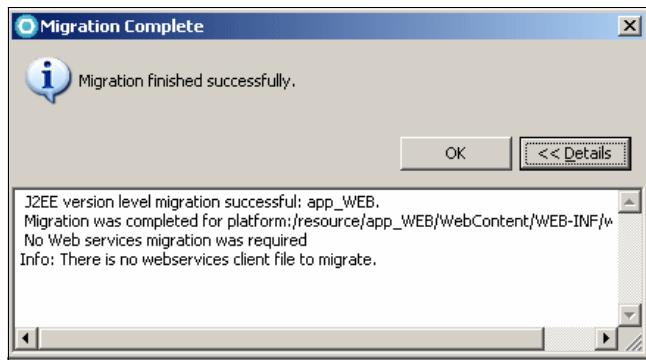 Migration Complete
Migration finished successfully.
OK
<< Details
J2EE version level migration successful: app_WEB.
Migration was completed for platform:/resource/app_WEB/WebContent/WEB-INF/w
No Web services migration was required
Info: There is no webservices client file to migrate.